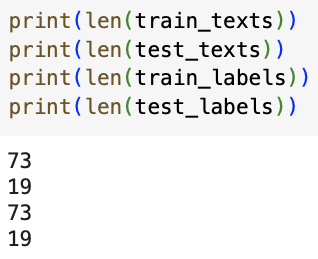 print(len(train_texts))
print(len(test_texts))
print(len(train_labels))
print(len(test_labels))
73
19
73
19